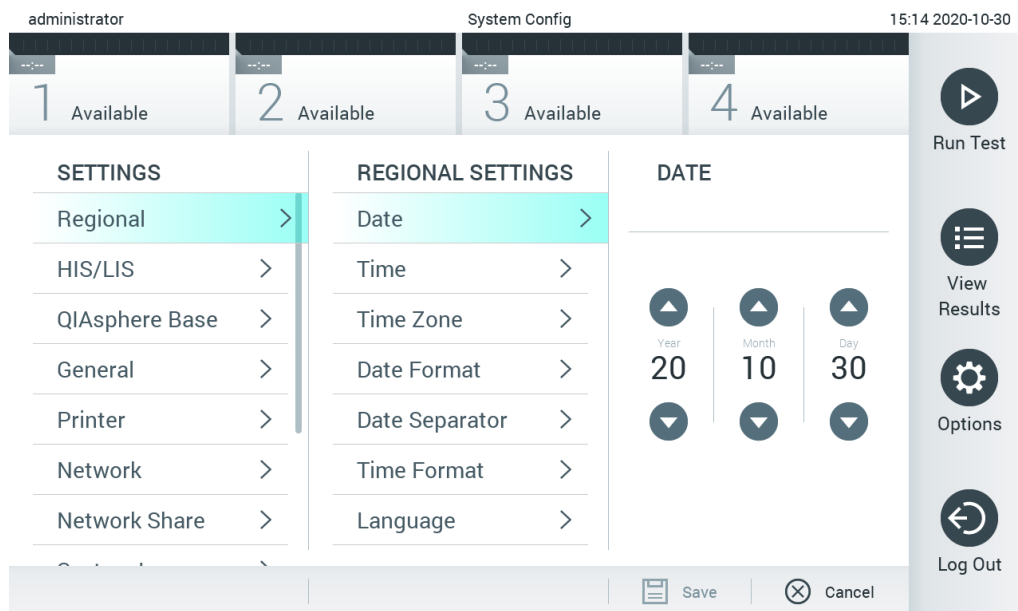 administrator
System Config
15:14 2020-10-30
--:--
--:--
--:--
--:--
1 Available
2 Available
3 Available
4 Available
Run Test
View
Results
Options
Log Out
SETTINGS
Regional
HIS/LIS
QIAsphere Base
General
Printer
Network
Network Share
REGIONAL SETTINGS
Date
Time
Time Zone
Date Format
Date Separator
Time Format
Language
DATE
Year
Month
Day
20
10
30
Save
Cancel